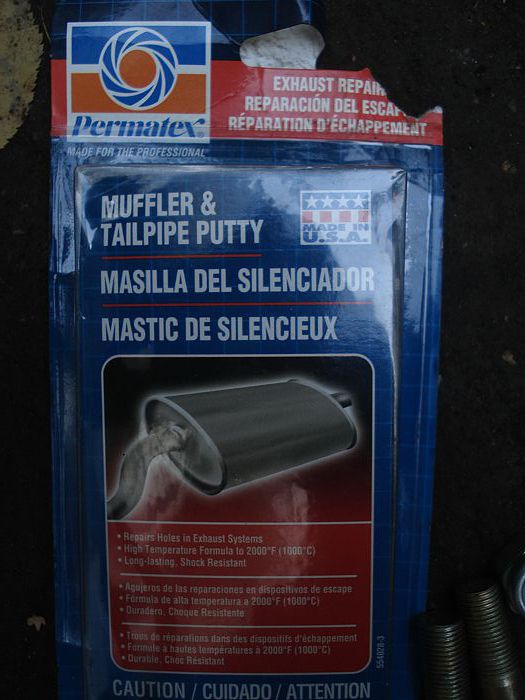 EXHAUST REPAIR
REPARACIÓN DEL
RÉPARATION D'ÉCHAPPEMENT
Permatex
MADE FOR THE PROFESSIONAL
MUFFLER &
TAILPIPE PUTTY
MADE IN
U.S.A.
MASILLA DEL SILENCIADOR
MASTIC DE SILENCIEUX
• Repairs Holes in Exhaust Systems
• High Temperature Formula to 2000°F (1000°C)
• Long-lasting, Shock Resistant
• Agujeros de las reparaciones en dispositivos de escape
• Fórmula de alta temperatura a 2000°F (1000°C)
• Duradero, Choque Resistente
• Trous de réparations dans des dispositifs d'échappement
• Formule à hautes températures à 2000°F (1000°C)
• Durable, Choc Résistant
554828-3
CAUTION / CUIDADO / ATTENTION